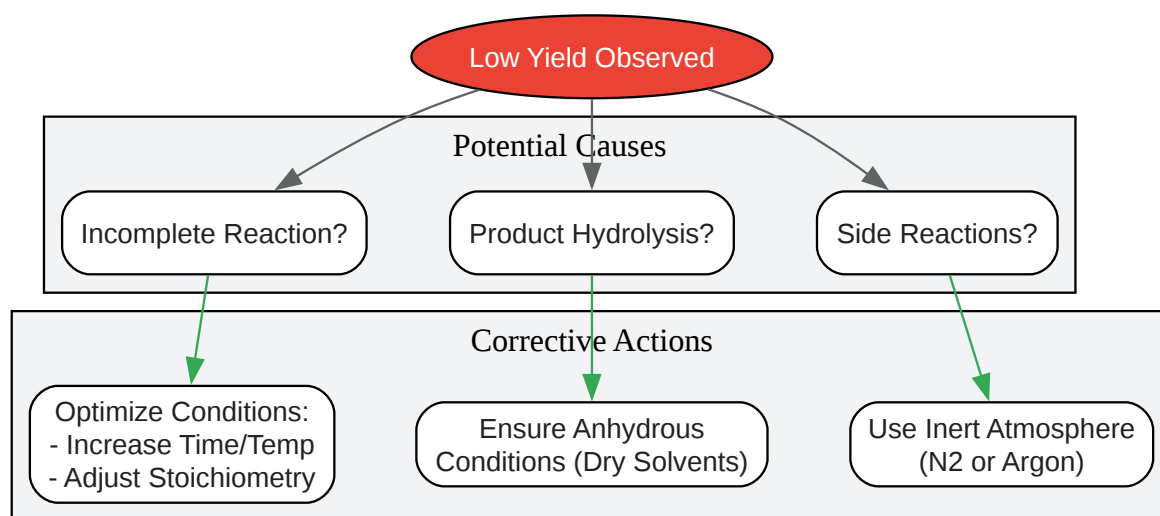 Low Yield Observed
Potential Causes
Incomplete Reaction?
Product Hydrolysis?
Side Reactions?
Corrective Actions
Optimize Conditions:
- Increase Time/Temp
- Adjust Stoichiometry
Ensure Anhydrous
Conditions (Dry Solvents)
Use Inert Atmosphere
(N2 or Argon)